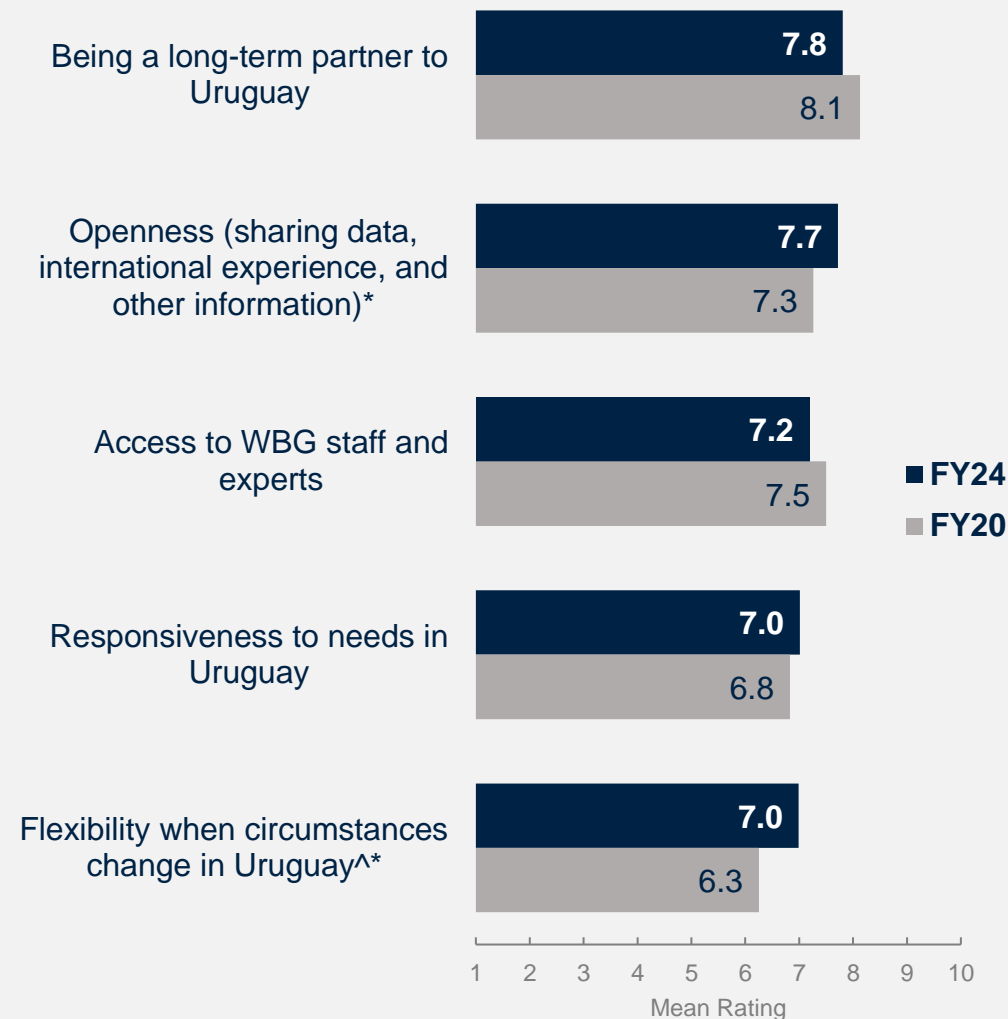 Being a long-term partner to
Uruguay
7.8
8.1
Openness (sharing data,
international experience, and
other information)*
7.7
7.3
Access to WBG staff and
experts
7.2
7.5
FY24
FY20
Responsiveness to needs in
Uruguay
7.0
6.8
Flexibility when circumstances
change in Uruguay^*
7.0
6.3
1 2 3 4 5 6 7 8 9 10
Mean Rating